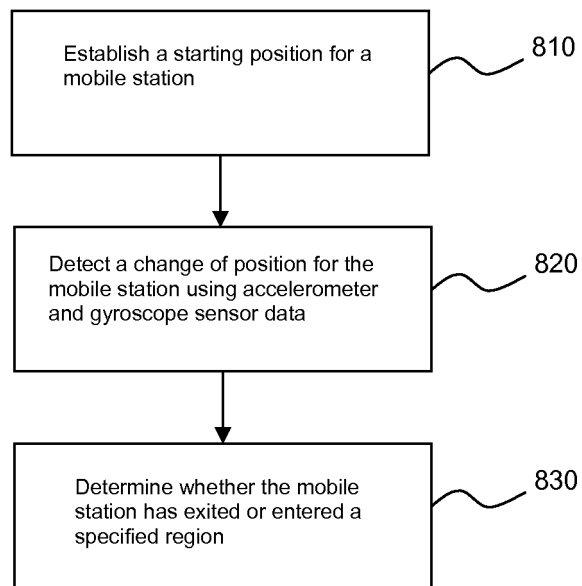 Establish a starting position for a
mobile station
810
Detect a change of position for the
mobile station using accelerometer
and gyroscope sensor data
820
Determine whether the mobile
station has exited or entered a
specified region
830